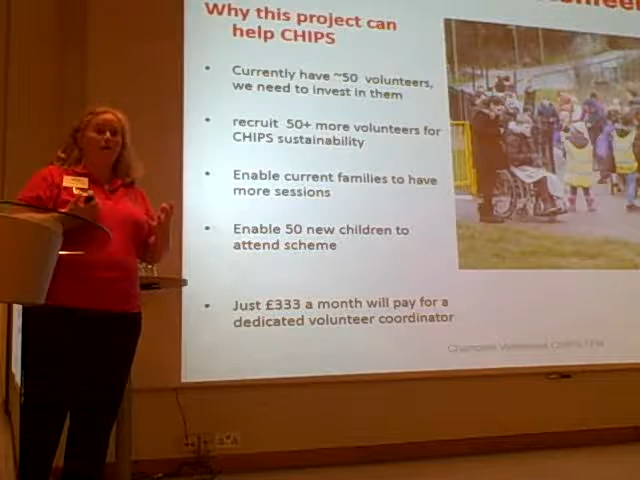 Why this project can
help CHIPS
• Currently have ~50 volunteers,
we need to invest in them
• recruit 50+ more volunteers for
CHIPS sustainability
• Enable current families to have
more sessions
• Enable 50 new children to
attend scheme
• Just £333 a month will pay for a
dedicated volunteer coordinator